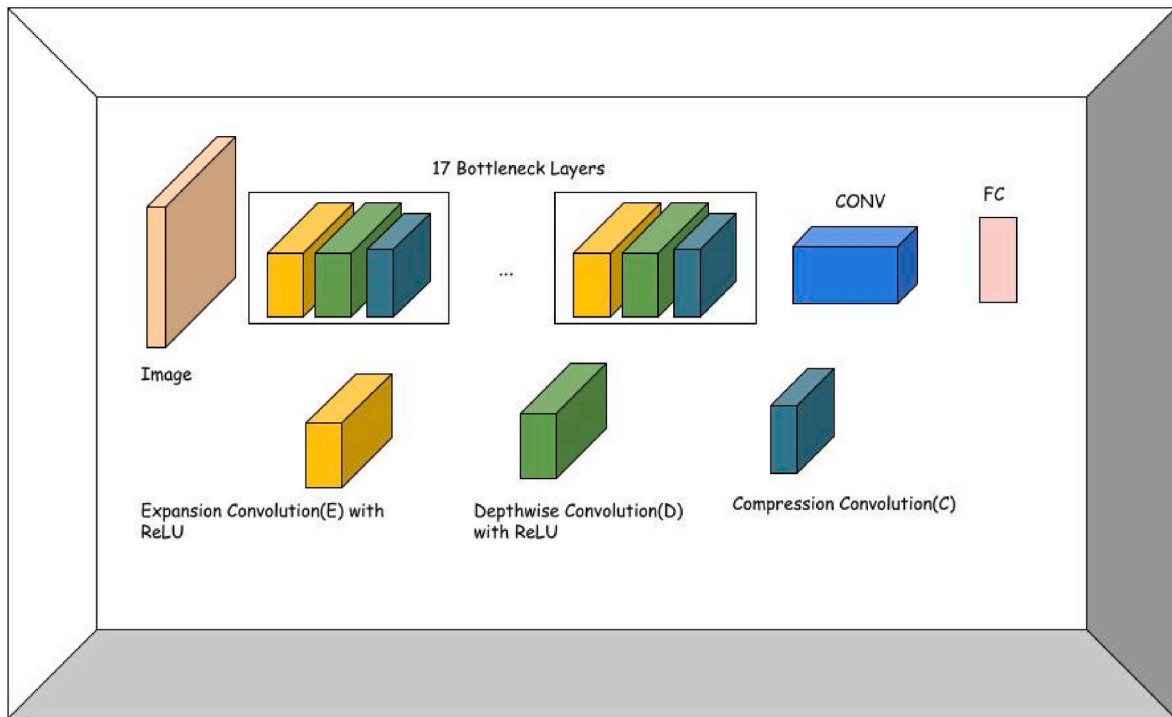 17 Bottleneck Layers
CONV
FC
...
Image
Expansion Convolution(E) with
ReLU
Depthwise Convolution(D)
with ReLU
Compression Convolution(C)